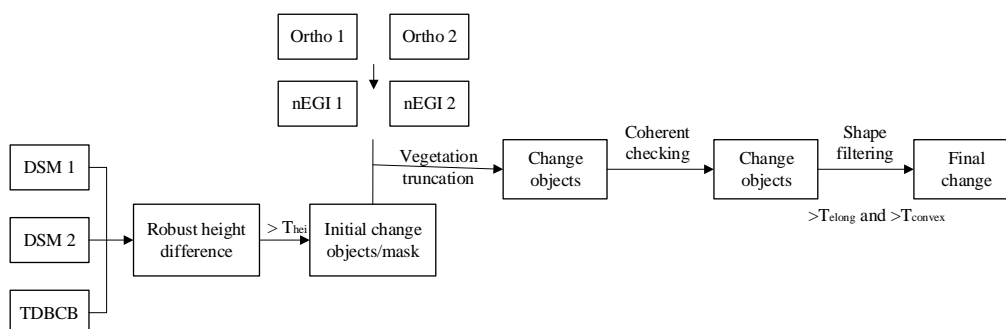 Ortho 1
Ortho 2
nEGI 1
nEGI 2
DSM 1
DSM 2
TDBCB
Robust height
difference
> Thei
Initial change
objects/mask
Vegetation
truncation
Change
objects
Coherent
checking
Change
objects
Shape
filtering
>Telong and >Tconvex
Final
change